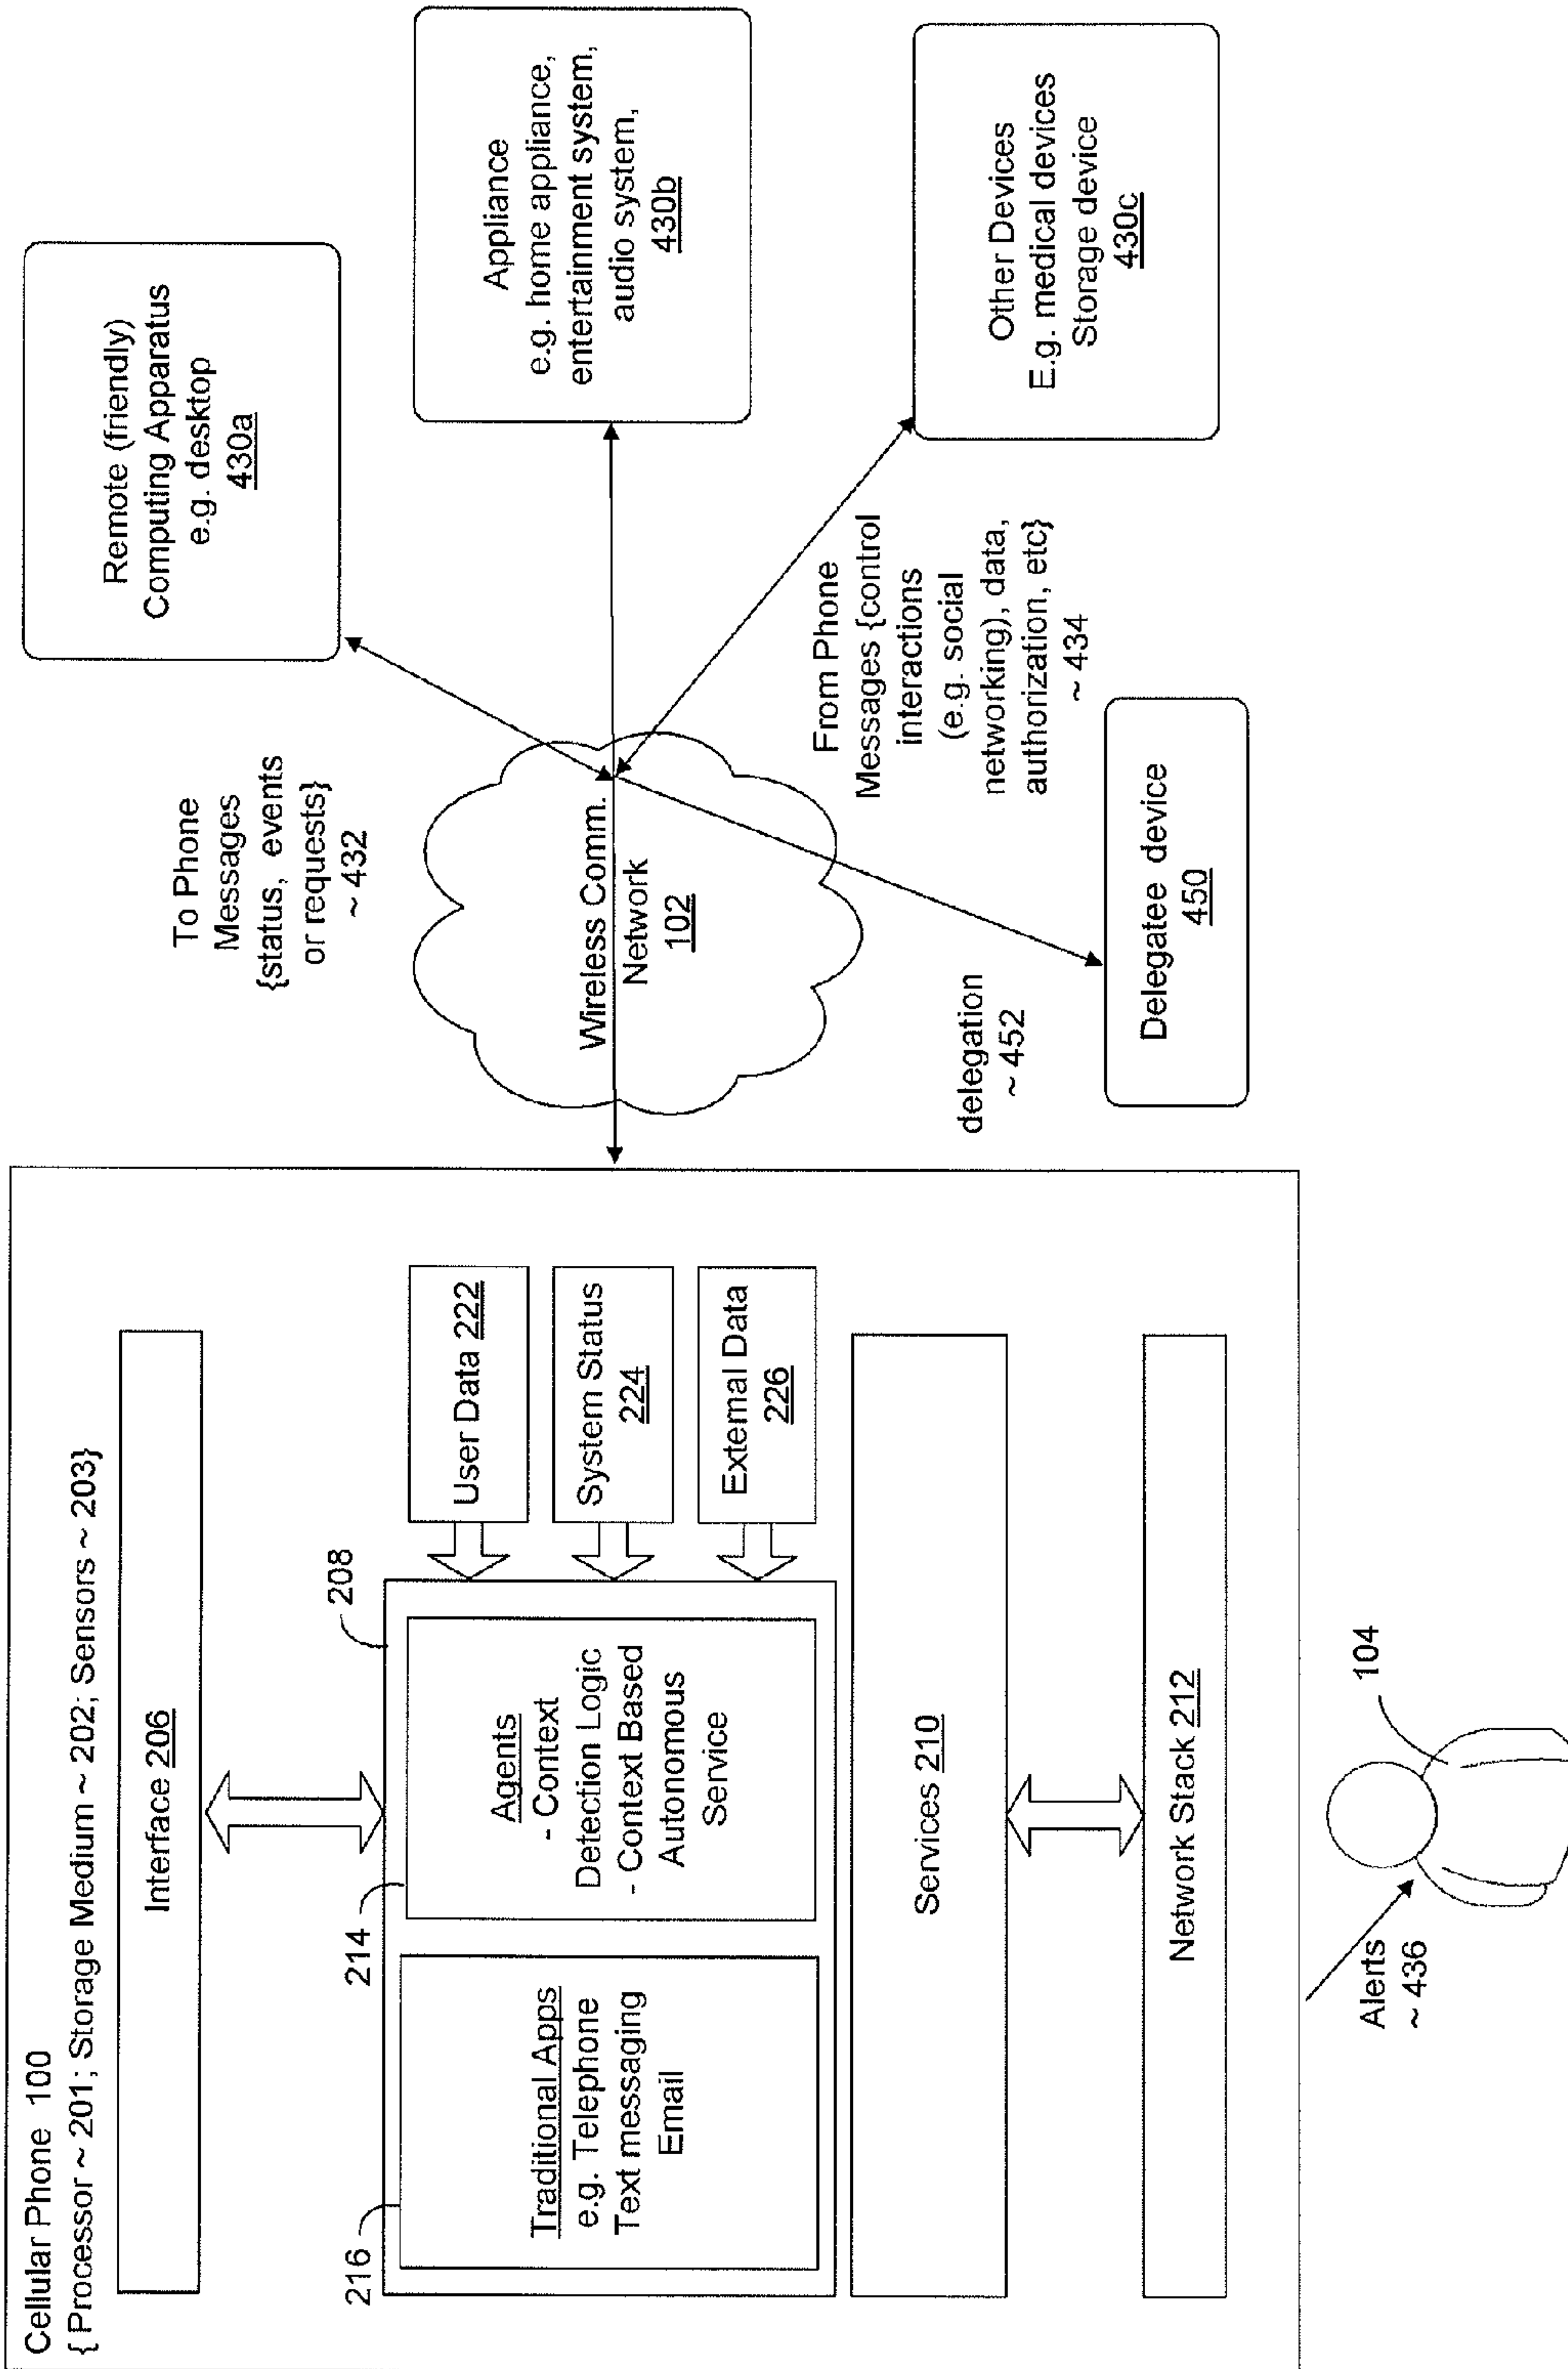 Cellular Phone 100
{ Processor ~ 201; Storage Medium ~ 202; Sensors ~ 203}
Interface 206
208
216
Traditional Apps
e.g. Telephone
Text messaging
Email
214
Agents
- Context
Detection Logic
- Context Based
Autonomous
Service
User Data 222
System Status
224
External Data
226
Services 210
Network Stack 212
Alerts
~ 436
104
To Phone
Messages
{status, events
or requests}
~ 432
Wireless Comm.
Network
102
delegation
~ 452
From Phone
Messages {control
interactions
(e.g. social
networking), data,
authorization, etc}
~ 434
Delegatee device
450
Remote (friendly)
Computing Apparatus
e.g. desktop
430a
Appliance
e.g. home appliance,
entertainment system,
audio system,
430b
Other Devices
E.g. medical devices
Storage device
430c